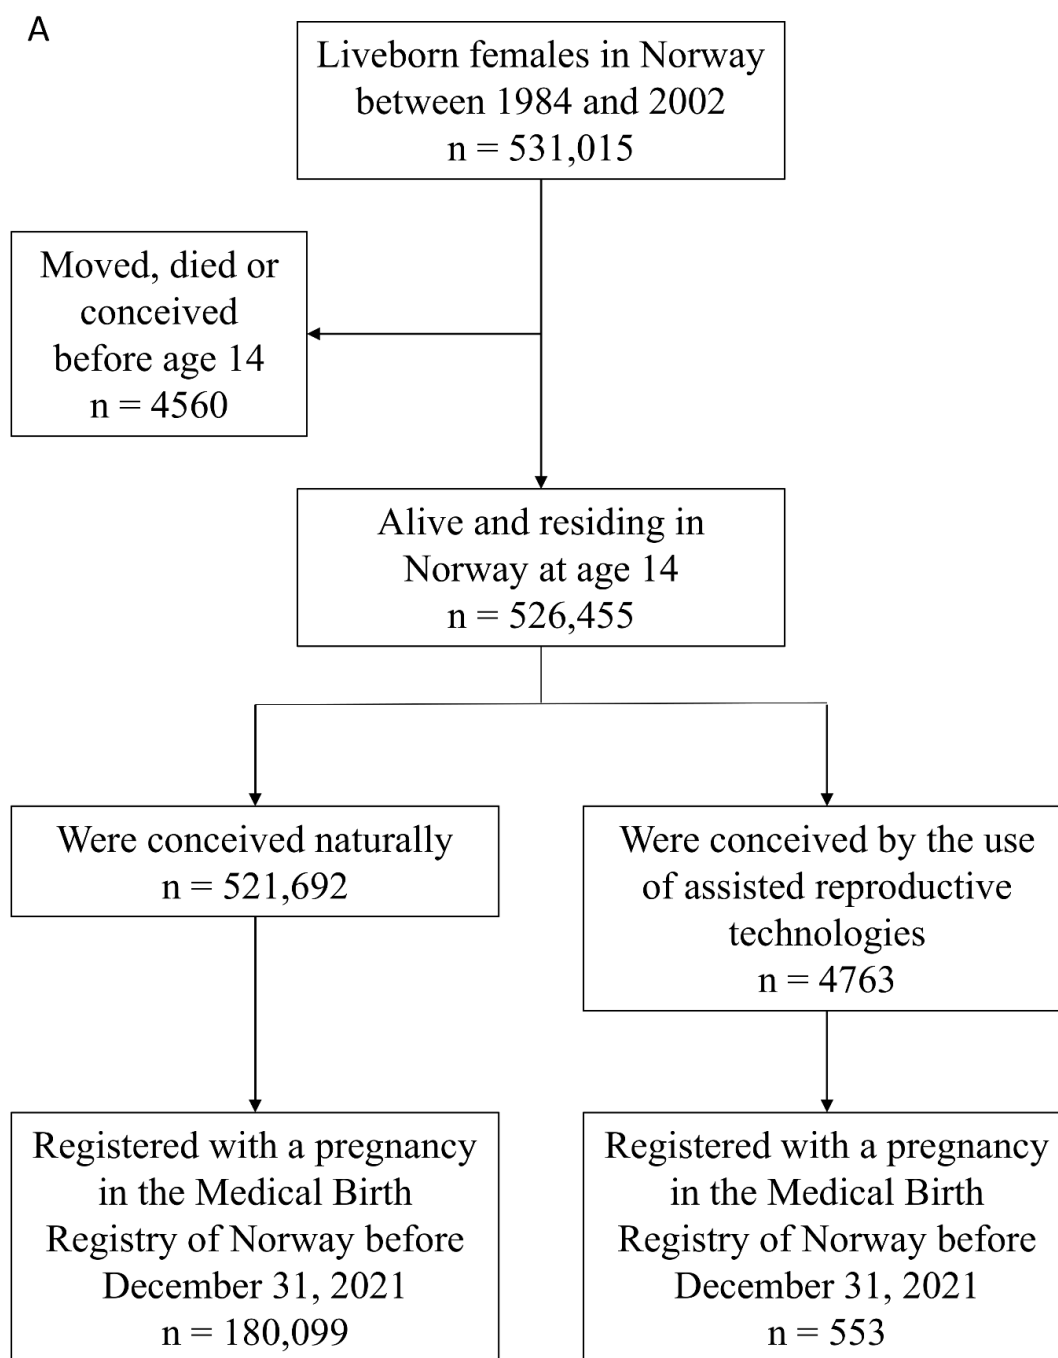 A
Liveborn females in Norway
between 1984 and 2002
n = 531,015
Moved, died or
conceived
before age 14
n = 4560
Alive and residing in
Norway at age 14
n = 526,455
Were conceived naturally
n = 521,692
Were conceived by the use
of assisted reproductive
technologies
n = 4763
Registered with a pregnancy
in the Medical Birth
Registry of Norway before
December 31, 2021
n = 180,099
Registered with a pregnancy
in the Medical Birth
Registry of Norway before
December 31, 2021
n = 553